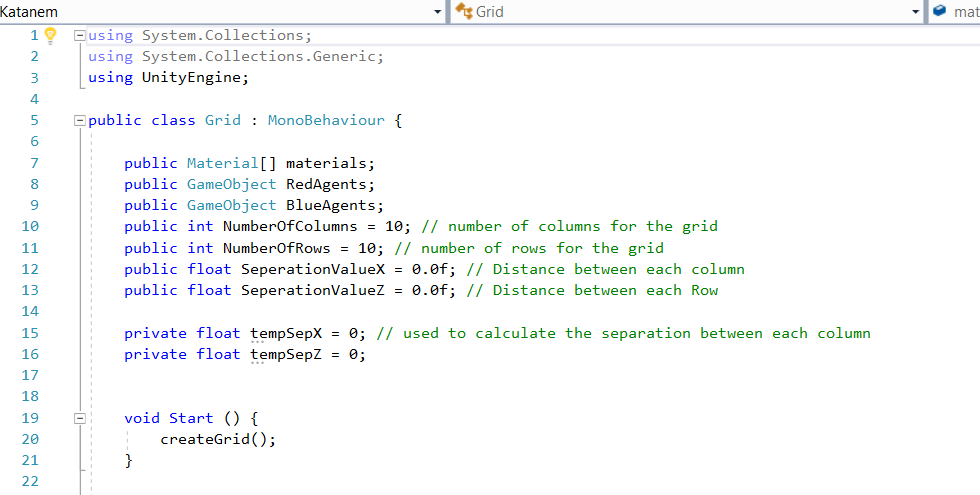 Katanem Grid mat
1 using System.Collections;
2 using System.Collections.Generic;
3 using UnityEngine;
4
5 public class Grid : MonoBehaviour {
6
7 public Material[] materials;
8 public GameObject RedAgents;
9 public GameObject BlueAgents;
10 public int NumberOfColumns = 10; // number of columns for the grid
11 public int NumberOfRows = 10; // number of rows for the grid
12 public float SeperationValueX = 0.0f; // Distance between each column
13 public float SeperationValueZ = 0.0f; // Distance between each Row
14
15 private float tempSepX = 0; // used to calculate the separation between each column
16 private float tempSepZ = 0;
17
18
19 void Start () {
20 createGrid();
21 }
22